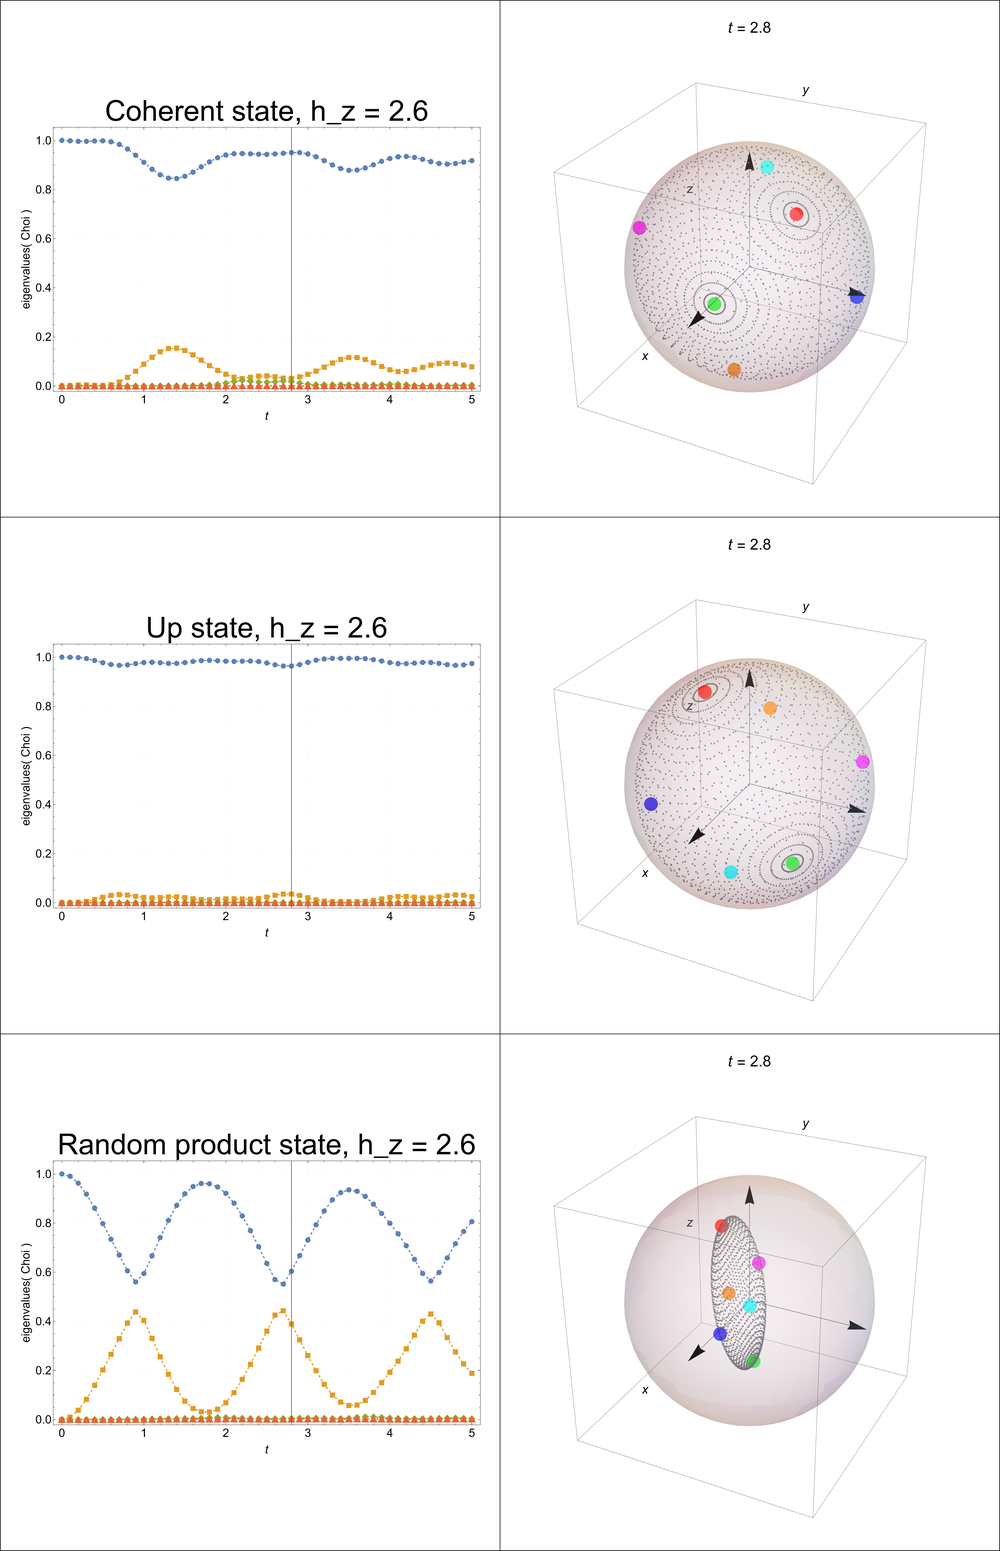 t = 2.8
y
Coherent state, h_z = 2.6
1.0
0.8
0.6
0.4
0.2
0.0
eigenvalues( Choi )
0 1 2 3 4 5
t
z
x
t = 2.8
y
Up state, h_z = 2.6
1.0
0.8
0.6
0.4
0.2
0.0
eigenvalues( Choi )
0 1 2 3 4 5
t
z
x
t = 2.8
y
Random product state, h_z = 2.6
1.0
0.8
0.6
0.4
0.2
0.0
eigenvalues( Choi )
0 1 2 3 4 5
t
z
x